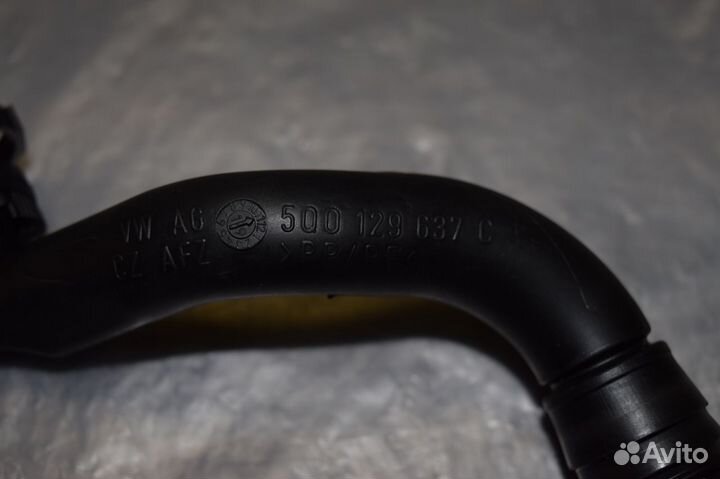 VW AG 5Q0 129 637 C
CZ AFZ >PP/PE<
Avito